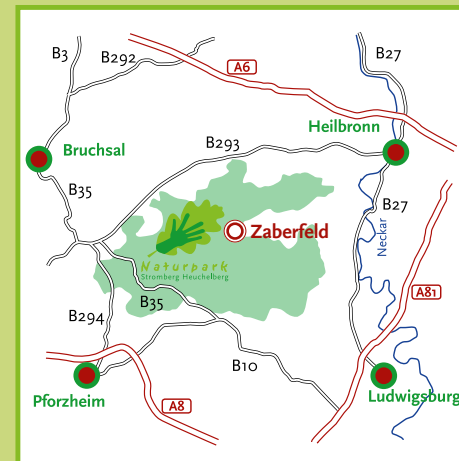 B3
B292
B27
A6
Heilbronn
Bruchsal
B293
B35
B27
Zaberfeld
Neckar
Naturpark
Stromberg Heuchelberg
A81
B35
B294
B10
Pforzheim
A8
Ludwigsburg